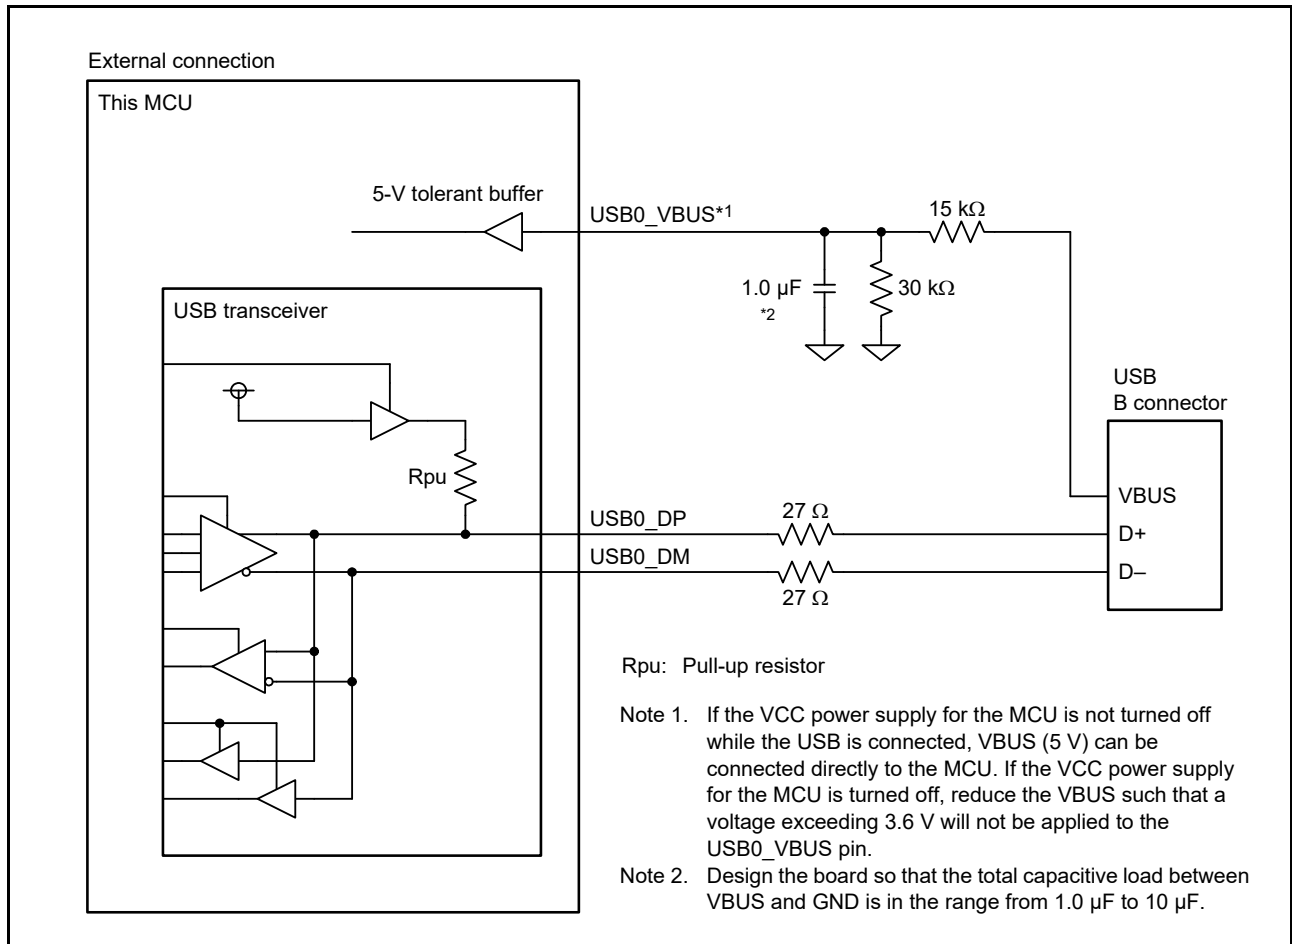 External connection
This MCU
5-V tolerant buffer
USB0_VBUS*1
15 kΩ
1.0 µF
*2
30 kΩ
USB transceiver
USB
B connector
Rpu
VBUS
USB0_DP
27 Ω
D+
USB0_DM
27 Ω
D–
Rpu: Pull-up resistor
Note 1. If the VCC power supply for the MCU is not turned off
while the USB is connected, VBUS (5 V) can be
connected directly to the MCU. If the VCC power supply
for the MCU is turned off, reduce the VBUS such that a
voltage exceeding 3.6 V will not be applied to the
USB0_VBUS pin.
Note 2. Design the board so that the total capacitive load between
VBUS and GND is in the range from 1.0 µF to 10 µF.